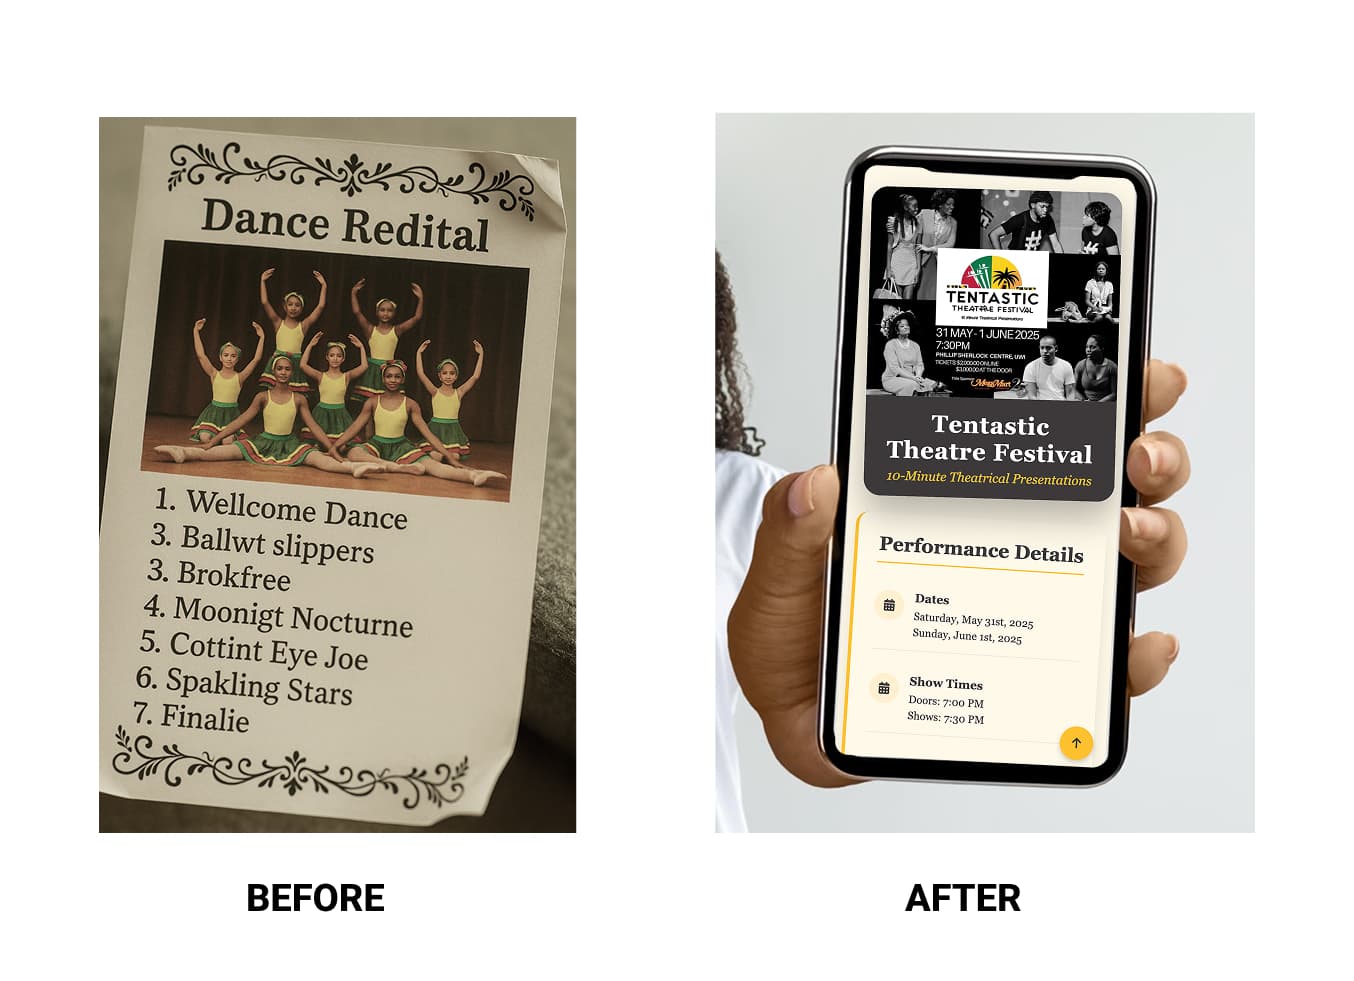 Dance Redital
1. Wellcome Dance
3. Ballwt slippers
3. Brokfree
4. Moonigt Nocturne
5. Cottint Eye Joe
6. Spakling Stars
7. Finalie
BEFORE
#
TENTASTIC
THEATRE FESTIVAL
10 Minute Theatrical Presentations
31 MAY - 1 JUNE 2025
7:30PM
PHILLIP SHERLOCK CENTRE, UWI
TICKETS: $2,000.00 ONLINE
$3,000.00 AT THE DOOR
MegaMart
Tentastic
Theatre Festival
10-Minute Theatrical Presentations
Performance Details
Dates
Saturday, May 31st, 2025
Sunday, June 1st, 2025
Show Times
Doors: 7:00 PM
Shows: 7:30 PM
AFTER